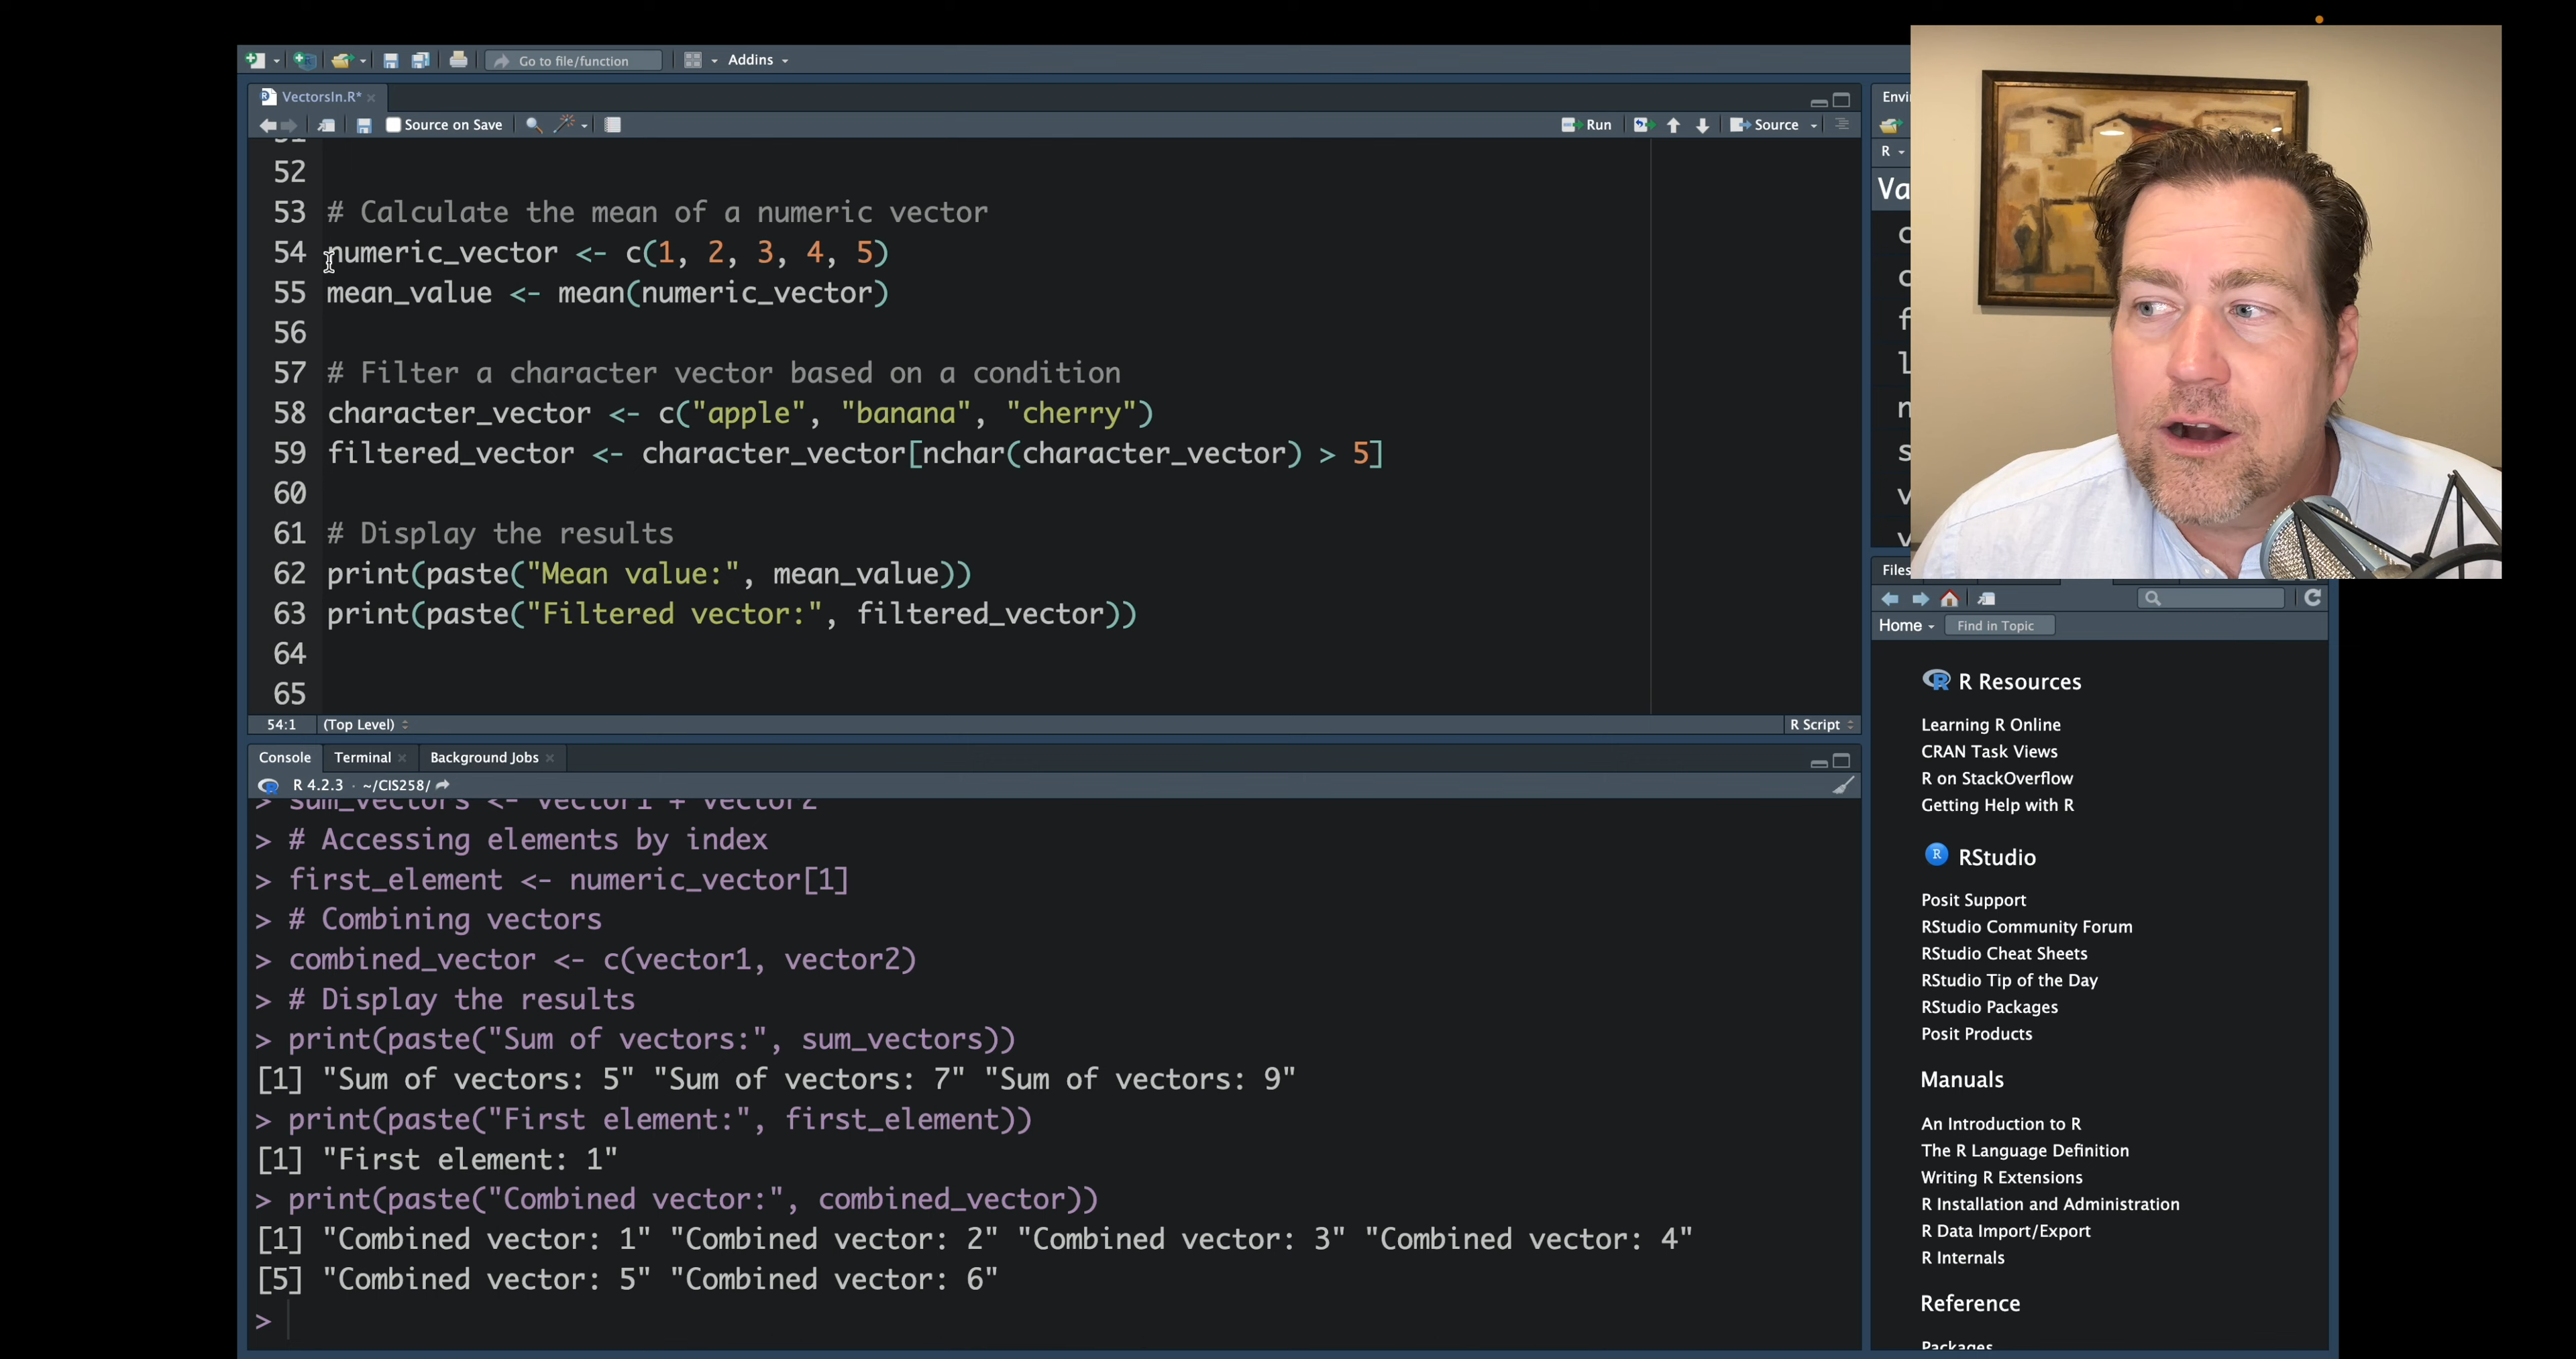 Go to file/function
Addins
VectorsIn.R*
Source on Save
Run
Source
52
53 # Calculate the mean of a numeric vector
54 numeric_vector <- c(1, 2, 3, 4, 5)
55 mean_value <- mean(numeric_vector)
56
57 # Filter a character vector based on a condition
58 character_vector <- c("apple", "banana", "cherry")
59 filtered_vector <- character_vector[nchar(character_vector) > 5]
60
61 # Display the results
62 print(paste("Mean value:", mean_value))
63 print(paste("Filtered vector:", filtered_vector))
64
65
54:1 (Top Level) R Script
Console Terminal Background Jobs
R 4.2.3 · ~/CIS258/
> sum_vectors <- vector1 + vector2
> # Accessing elements by index
> first_element <- numeric_vector[1]
> # Combining vectors
> combined_vector <- c(vector1, vector2)
> # Display the results
> print(paste("Sum of vectors:", sum_vectors))
[1] "Sum of vectors: 5" "Sum of vectors: 7" "Sum of vectors: 9"
> print(paste("First element:", first_element))
[1] "First element: 1"
> print(paste("Combined vector:", combined_vector))
[1] "Combined vector: 1" "Combined vector: 2" "Combined vector: 3" "Combined vector: 4"
[5] "Combined vector: 5" "Combined vector: 6"
>
Envi
R
Va
Files
Home
Find in Topic
R Resources
Learning R Online
CRAN Task Views
R on StackOverflow
Getting Help with R
RStudio
Posit Support
RStudio Community Forum
RStudio Cheat Sheets
RStudio Tip of the Day
RStudio Packages
Posit Products
Manuals
An Introduction to R
The R Language Definition
Writing R Extensions
R Installation and Administration
R Data Import/Export
R Internals
Reference
Packages